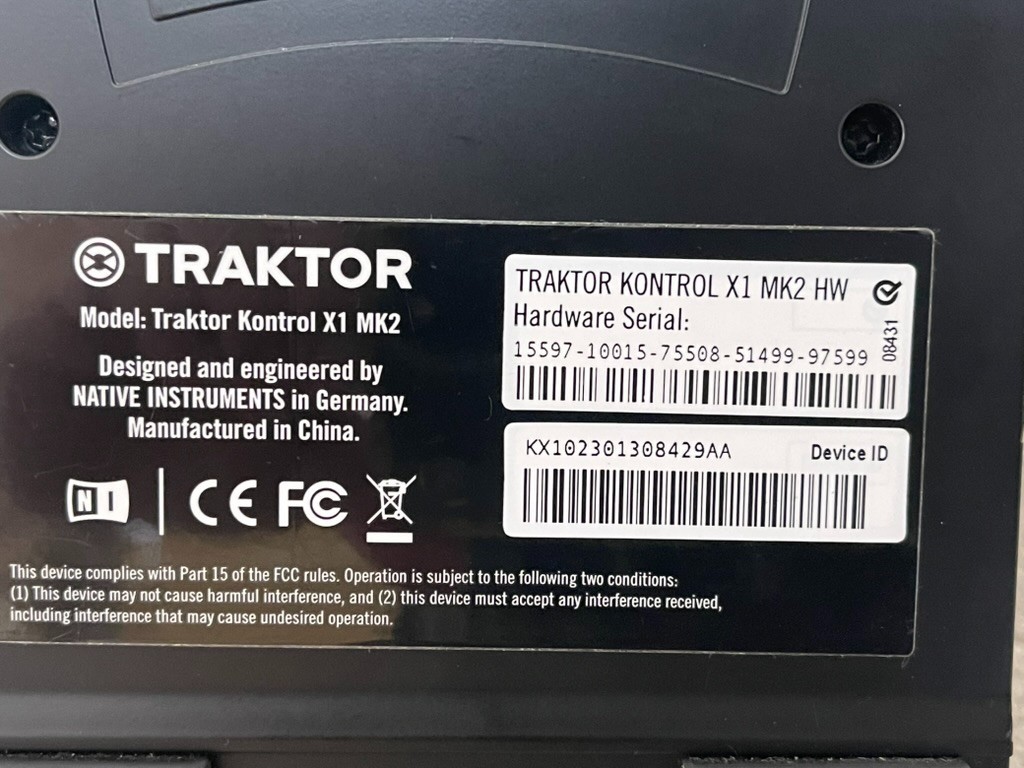 TRAKTOR
Model: Traktor Kontrol X1 MK2
Designed and engineered by
NATIVE INSTRUMENTS in Germany.
Manufactured in China.
NI
CE FC
This device complies with Part 15 of the FCC rules. Operation is subject to the following two conditions:
(1) This device may not cause harmful interference, and (2) this device must accept any interference received,
including interference that may cause undesired operation.
TRAKTOR KONTROL X1 MK2 HW
Hardware Serial:
15597-10015-75508-51499-97599
08431
KX102301308429AA
Device ID